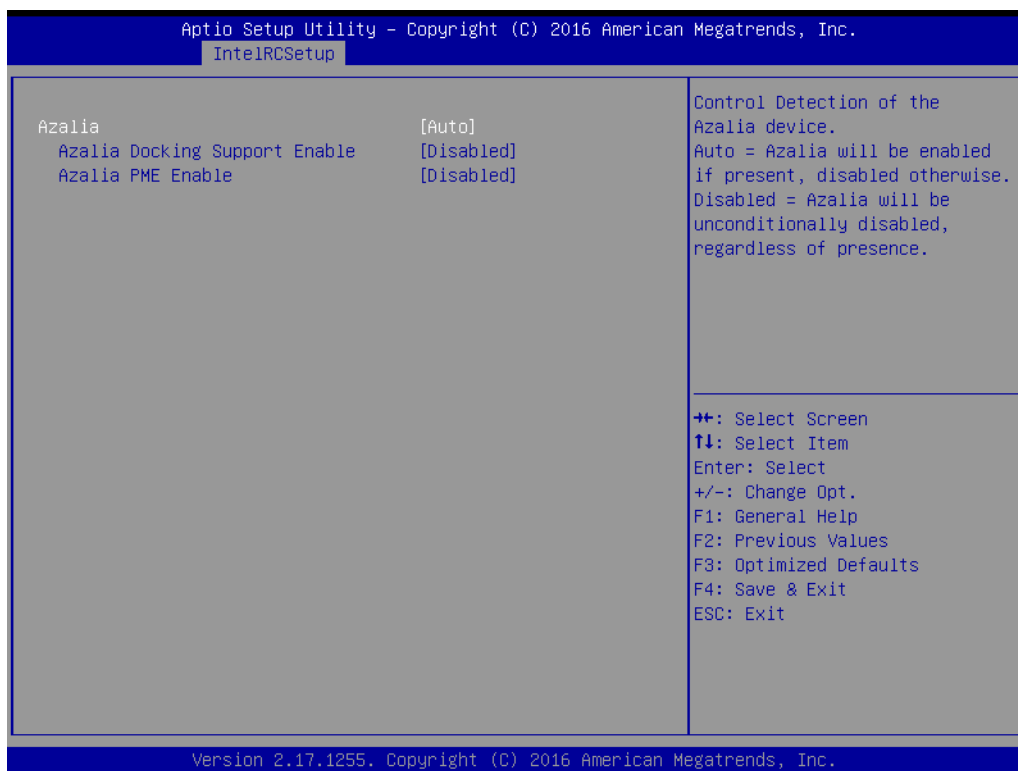 Aptio Setup Utility – Copyright (C) 2016 American Megatrends, Inc.
IntelRCSetup
Azalia [Auto]
Azalia Docking Support Enable [Disabled]
Azalia PME Enable [Disabled]
Control Detection of the
Azalia device.
Auto = Azalia will be enabled
if present, disabled otherwise.
Disabled = Azalia will be
unconditionally disabled,
regardless of presence.
→←: Select Screen
↑↓: Select Item
Enter: Select
+/-: Change Opt.
F1: General Help
F2: Previous Values
F3: Optimized Defaults
F4: Save & Exit
ESC: Exit
Version 2.17.1255. Copyright (C) 2016 American Megatrends, Inc.